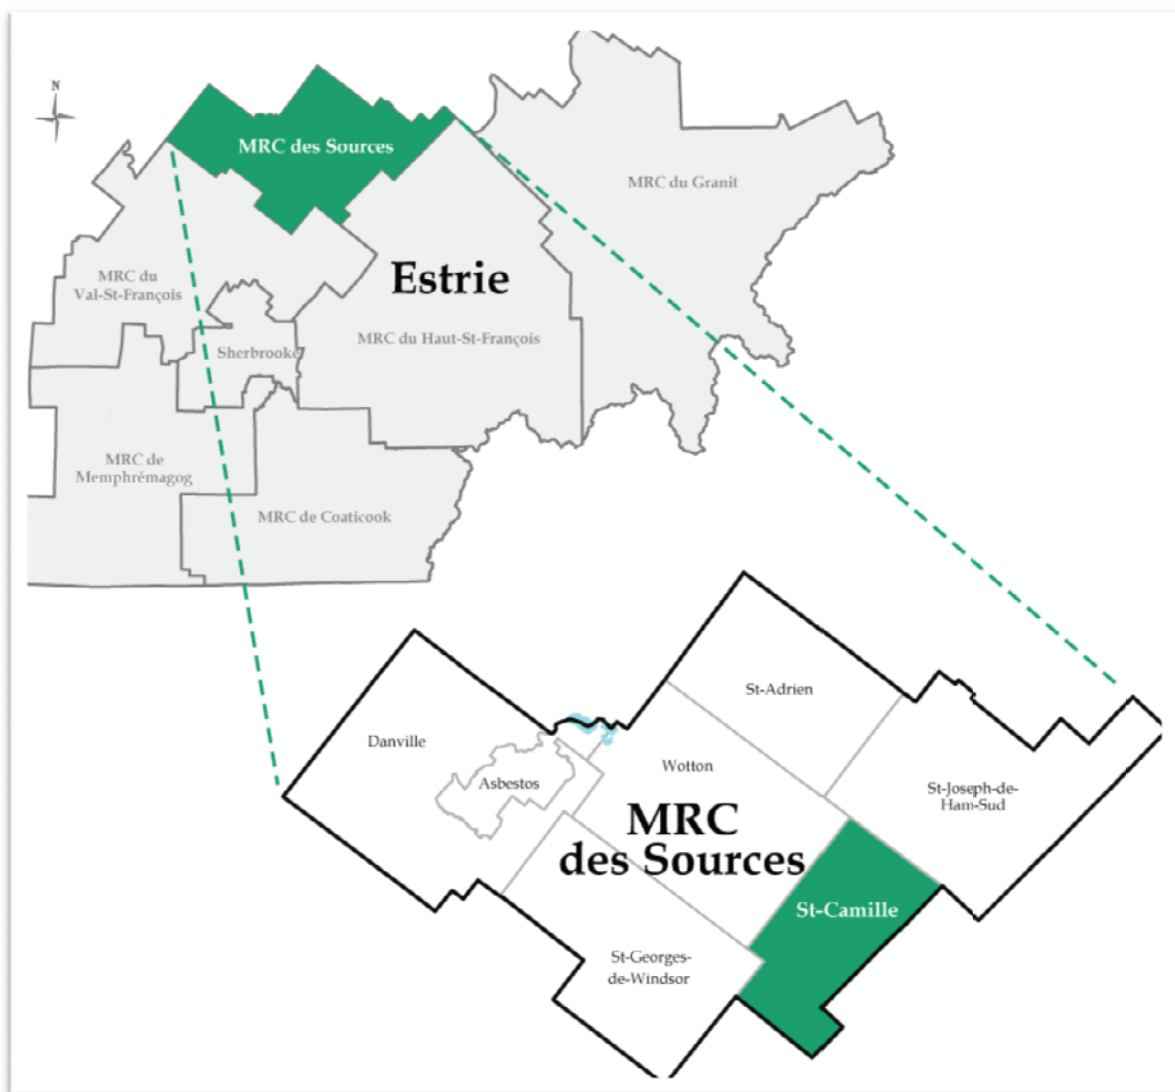 N
MRC des Sources
MRC du Granit
Estrie
MRC du
Val-St-François
MRC du Haut-St-François
Sherbrooke
MRC de
Memphrémagog
MRC de Coaticook
St-Adrien
Danville
Wotton
Asbestos
St-Joseph-de-
Ham-Sud
MRC
des Sources
St-Camille
St-Georges-
de-Windsor